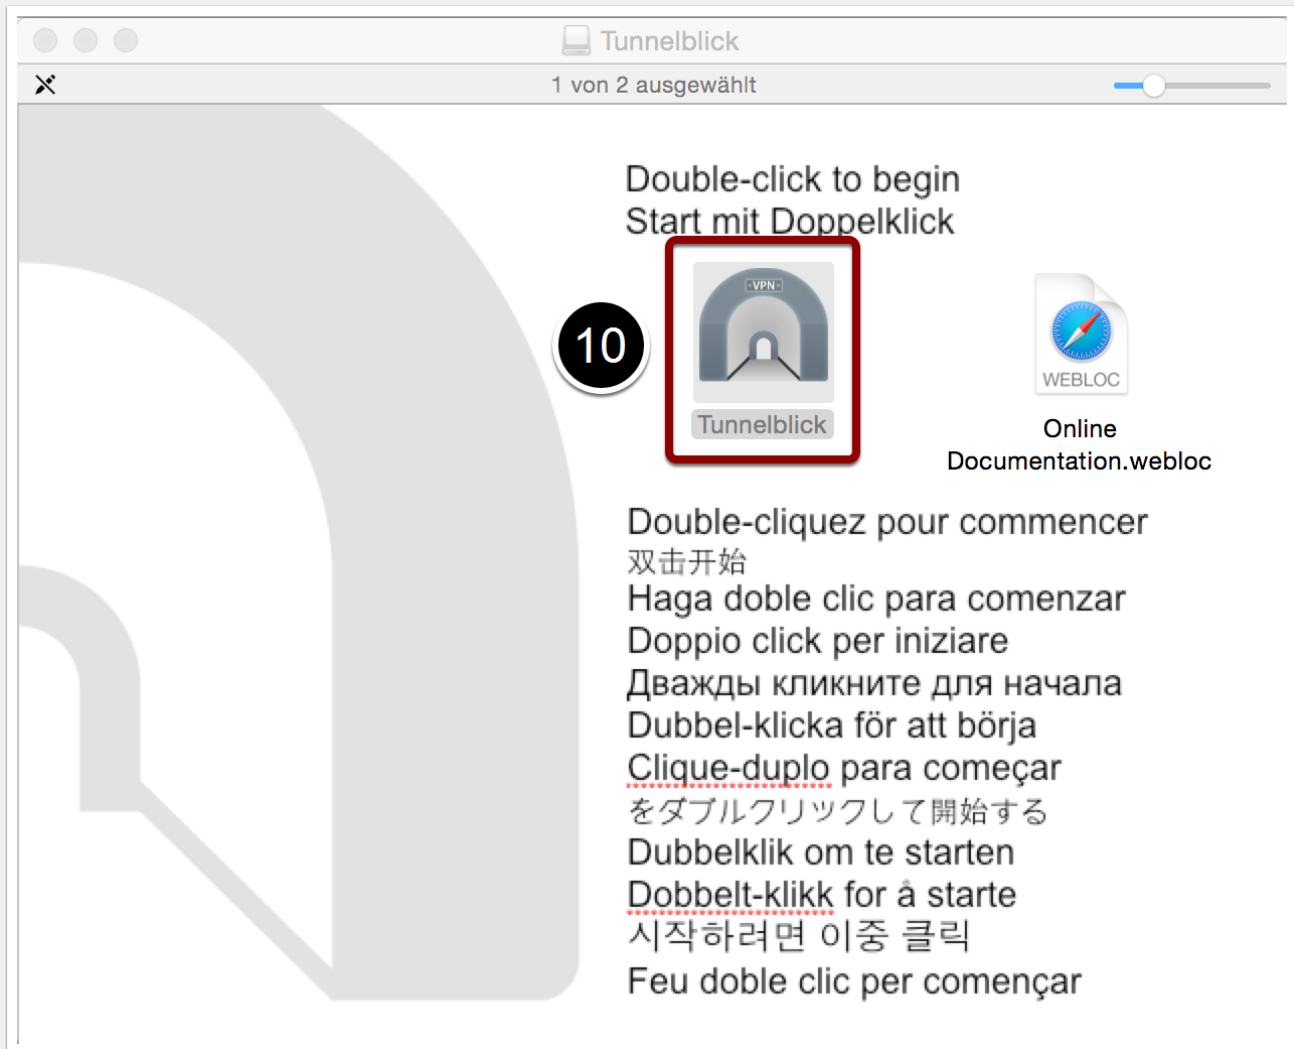 Tunnelblick
1 von 2 ausgewählt
Double-click to begin
Start mit Doppelklick
10
VPN
Tunnelblick
WEBLOC
Online
Documentation.webloc
Double-cliquez pour commencer
双击开始
Haga doble clic para comenzar
Doppio click per iniziare
Дважды кликните для начала
Dubbel-klicka för att börja
Clique-duplo para começar
をダブルクリックして開始する
Dubbelklik om te starten
Dobbelt-klikk for å starte
시작하려면 이중 클릭
Feu doble clic per començar